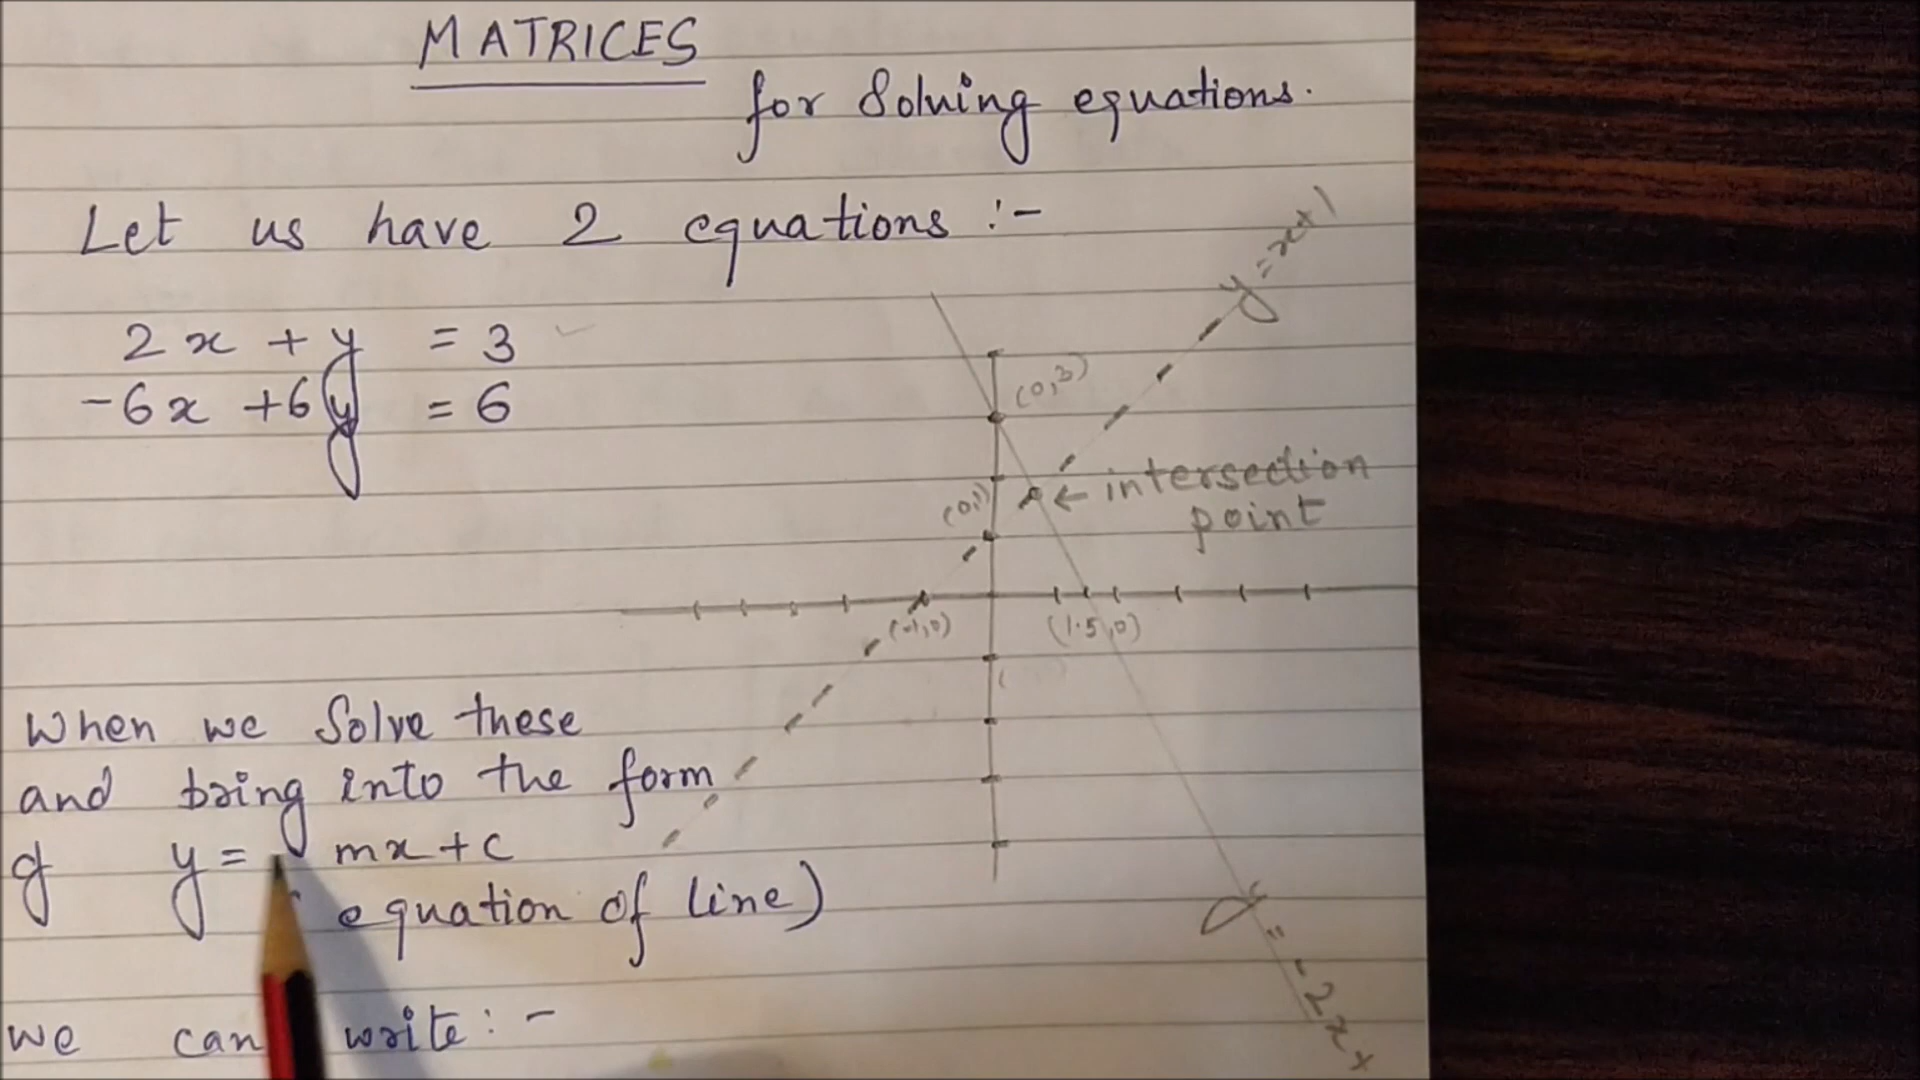 MATRICES
for Solving equations.
Let us have 2 equations :-
2x + y = 3
-6x + 6y = 6
y = x+1
(0,3)
← intersection
point
(0,1)
(-1,0)
(1.5,0)
When we Solve these
and bring into the form
of y = mx + c
equation of line)
y = -2x+
we can write : -